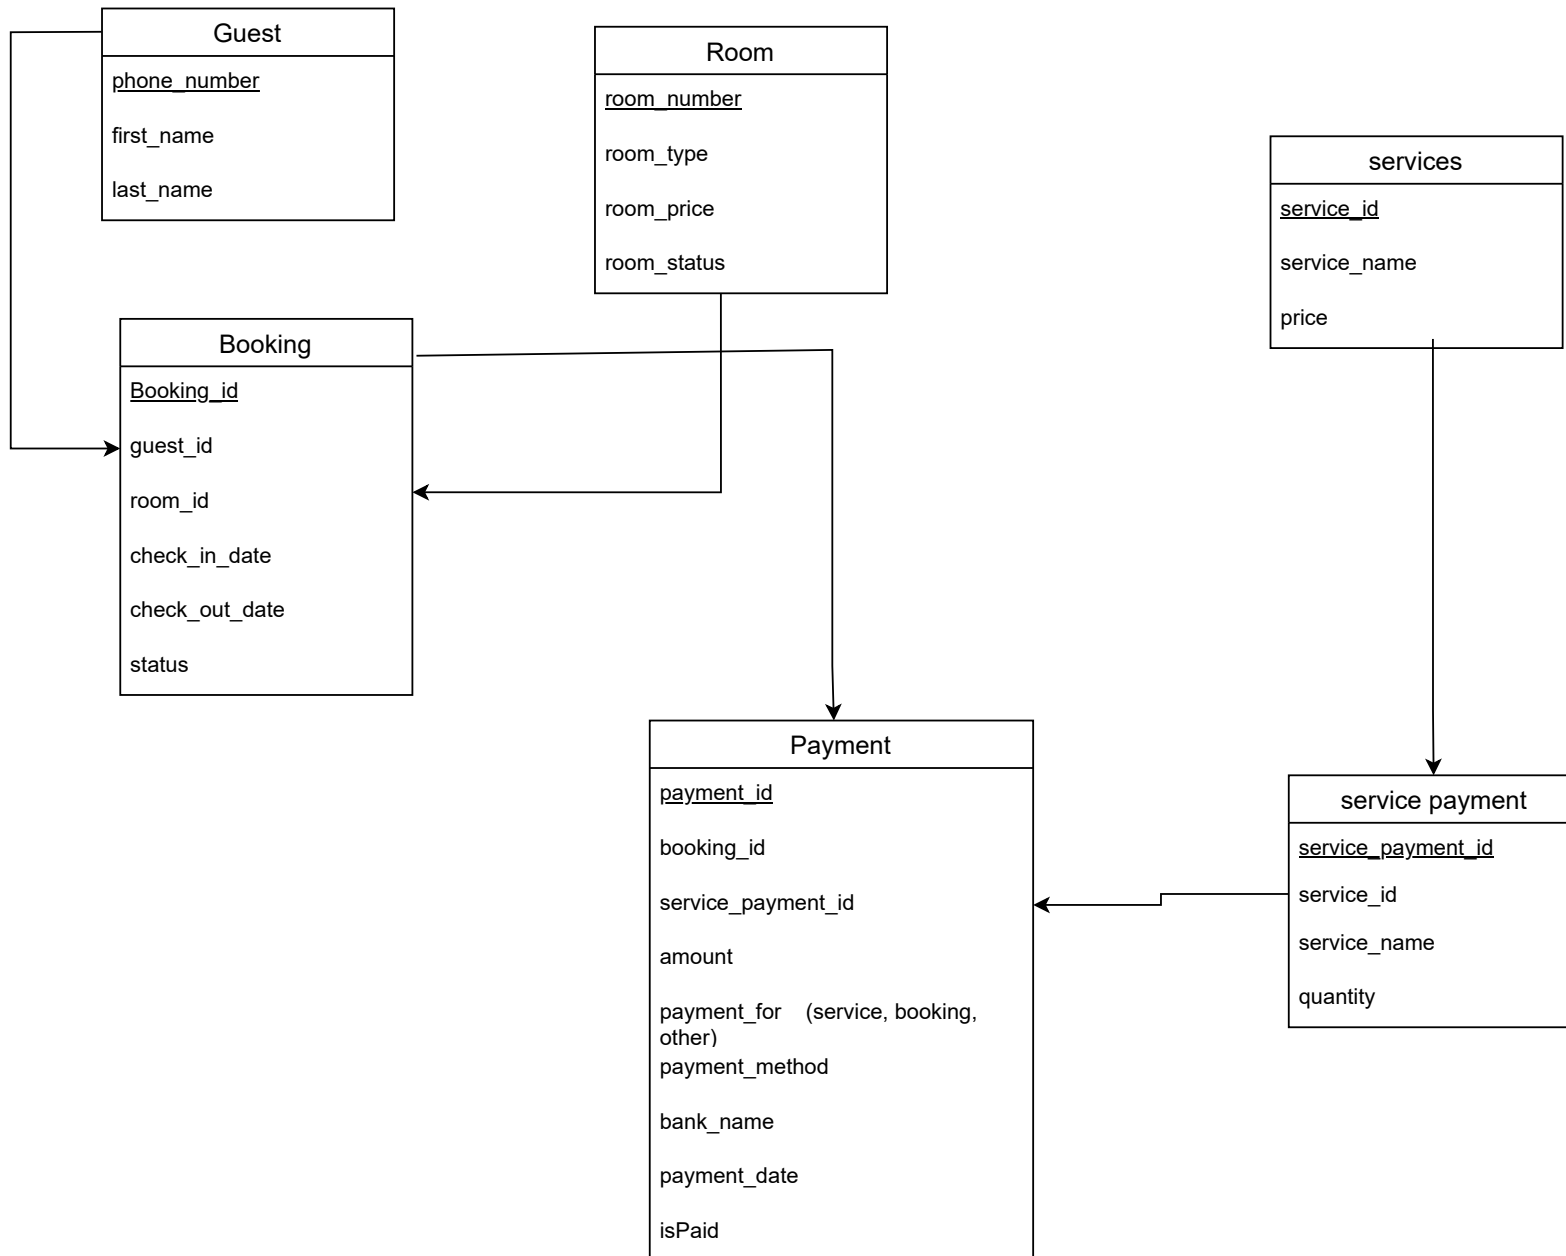 Guest
phone_number
first_name
last_name
Room
room_number
room_type
room_price
room_status
services
service_id
service_name
price
Booking
Booking_id
guest_id
room_id
check_in_date
check_out_date
status
Payment
payment_id
booking_id
service_payment_id
amount
payment_for (service, booking,
other)
payment_method
bank_name
payment_date
isPaid
service payment
service_payment_id
service_id
service_name
quantity